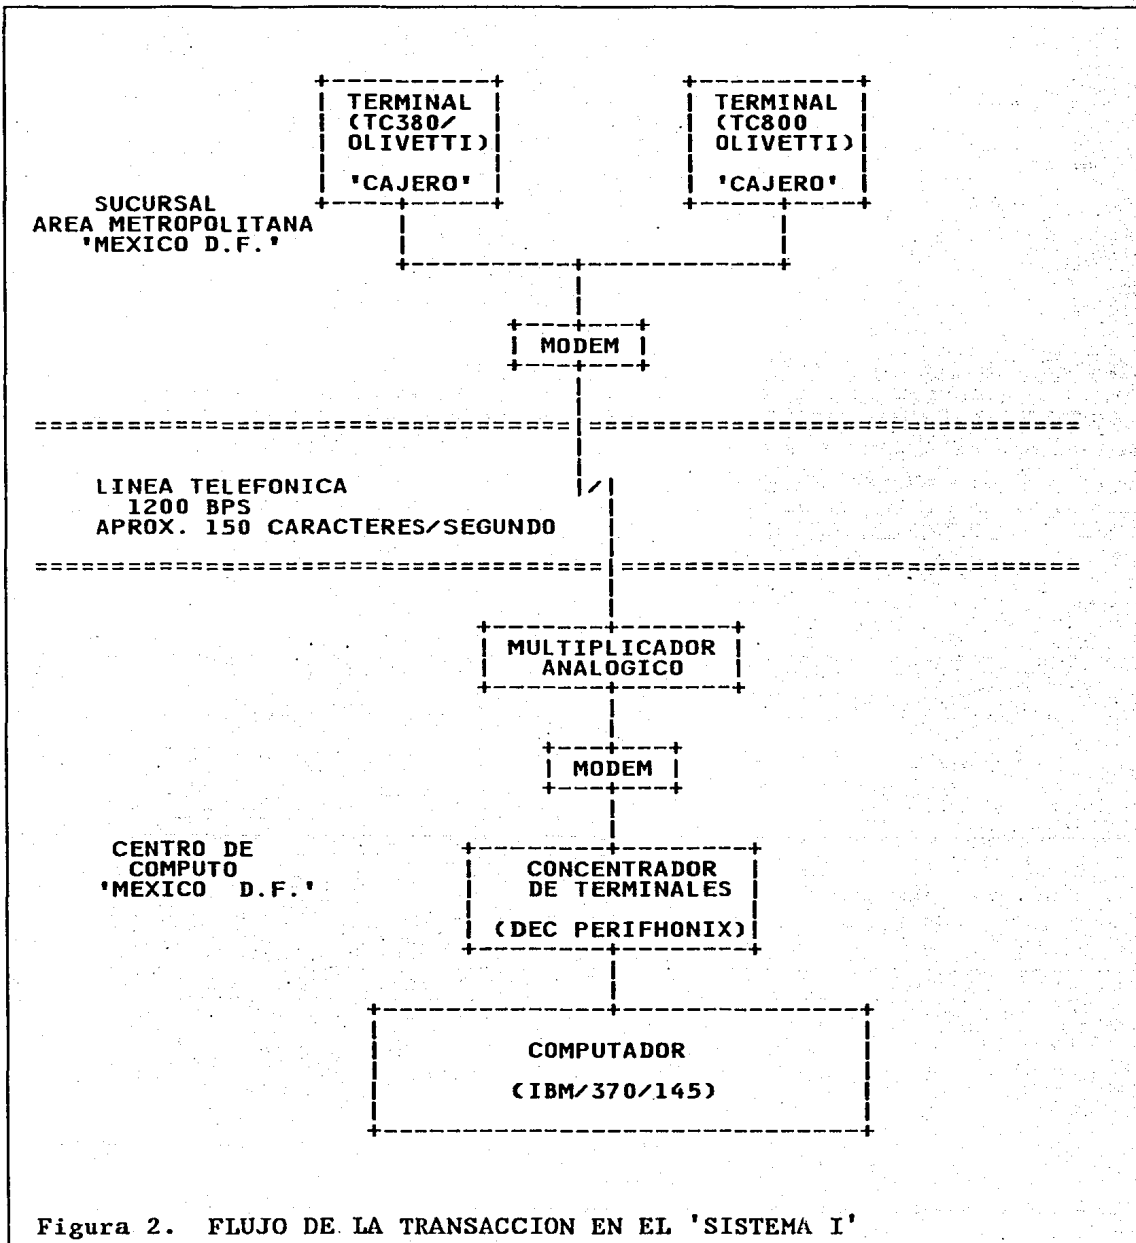 TERMINAL TERMINAL
(TC380/ (TC800
OLIVETTI) OLIVETTI)
'CAJERO' 'CAJERO'
SUCURSAL
AREA METROPOLITANA
'MEXICO D.F.'
MODEM
LINEA TELEFONICA
1200 BPS
APROX. 150 CARACTERES/SEGUNDO
MULTIPLICADOR
ANALOGICO
MODEM
CENTRO DE
COMPUTO
'MEXICO D.F.'
CONCENTRADOR
DE TERMINALES
(DEC PERIFHONIX)
COMPUTADOR
(IBM/370/145)
Figura 2. FLUJO DE LA TRANSACCION EN EL 'SISTEMA I'